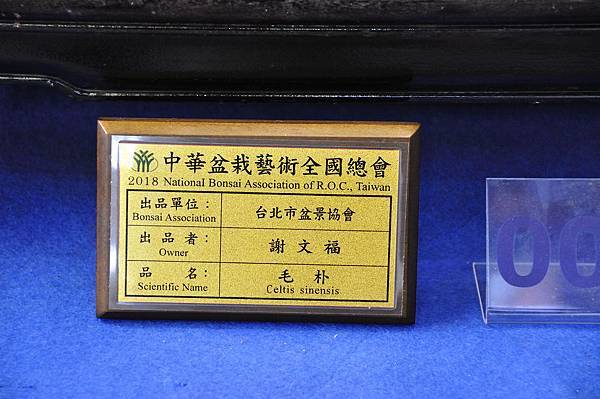 中華盆栽藝術全國總會
2018 National Bonsai Association of R.O.C., Taiwan
出品單位：
Bonsai Association
台北市盆景協會
出品者：
Owner
謝文福
品名：
Scientific Name
毛朴
Celtis sinensis
00